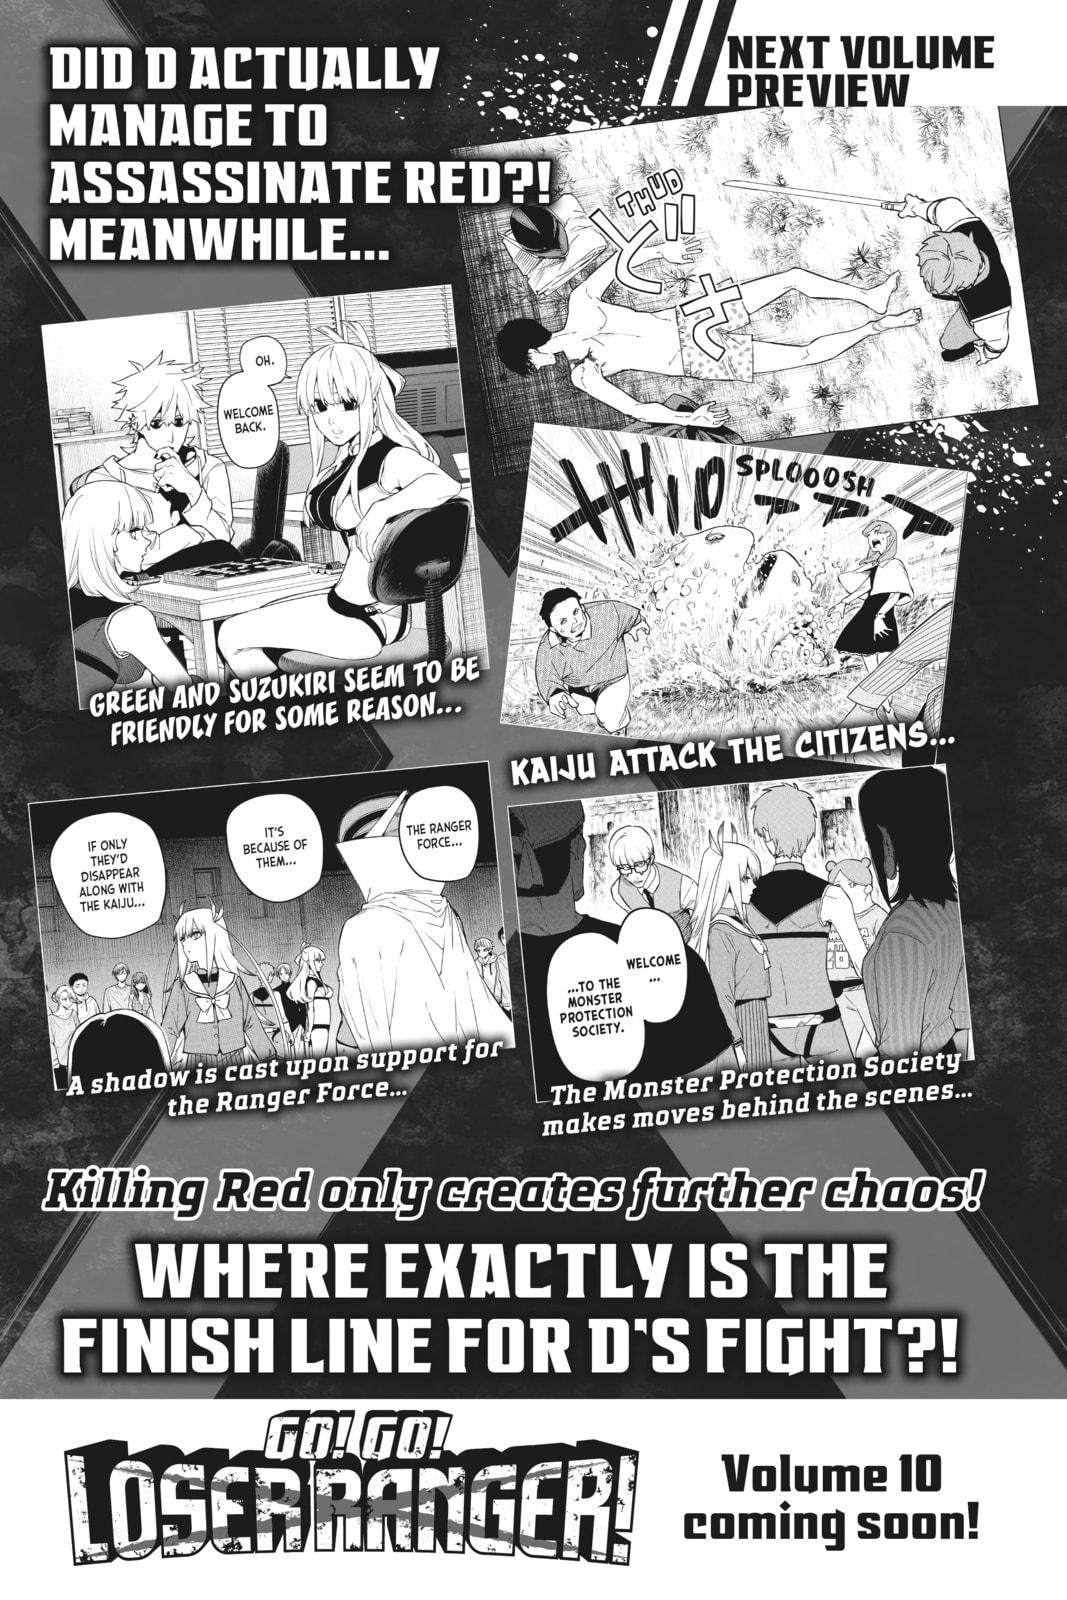 NEXT VOLUME
PREVIEW
DID D ACTUALLY
MANAGE TO
ASSASSINATE RED?!
MEANWHILE...
THUD
ドサ
OH.
WELCOME
BACK.
GREEN AND SUZUKIRI SEEM TO BE
FRIENDLY FOR SOME REASON...
SPLOOOSH
KAIJU ATTACK THE CITIZENS...
THE RANGER
FORCE...
IT'S
BECAUSE OF
THEM...
IF ONLY
THEY'D
DISAPPEAR
ALONG WITH
THE KAIJU...
A shadow is cast upon support for
the Ranger Force...
WELCOME
...
...TO THE
MONSTER
PROTECTION
SOCIETY.
The Monster Protection Society
makes moves behind the scenes...
Killing Red only creates further chaos!
WHERE EXACTLY IS THE
FINISH LINE FOR D'S FIGHT?!
GO! GO!
LOSER RANGER!
Volume 10
coming soon!